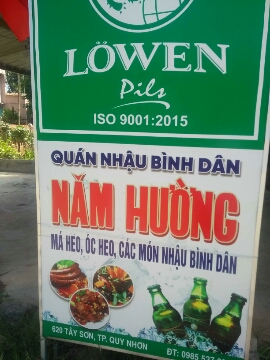 LÖWEN
Pils
ISO 9001:2015
QUÁN NHẬU BÌNH DÂN
NĂM HƯỜNG
MÁ HEO, ÓC HEO, CÁC MÓN NHẬU BÌNH DÂN
620 TÂY SƠN, TP. QUY NHƠN
ĐT: 0985